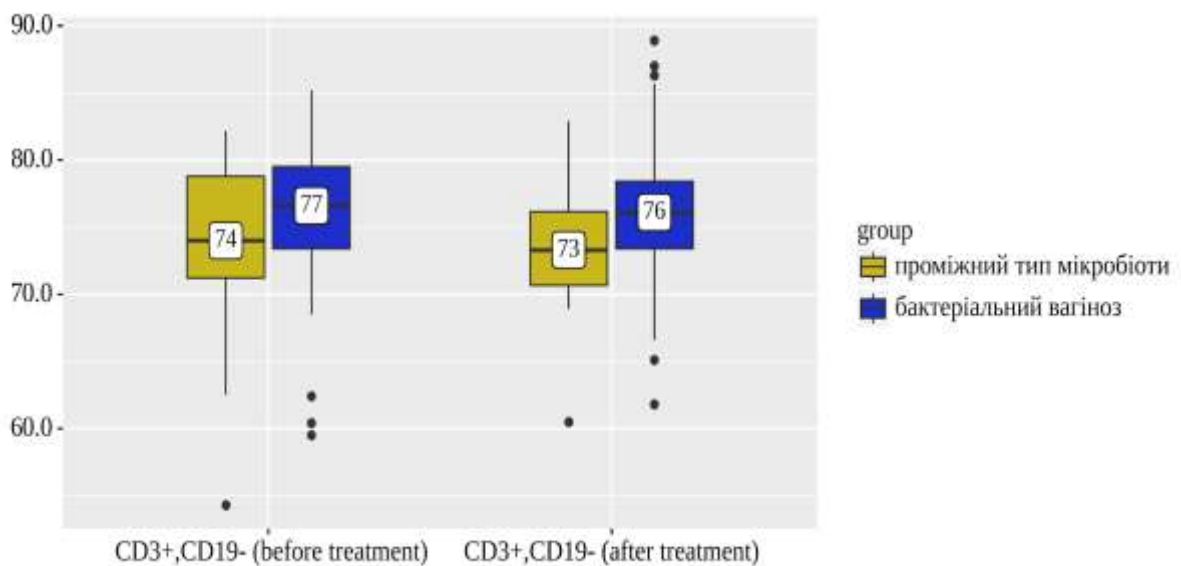 90.0
80.0
70.0
60.0
74
77
73
76
CD3+,CD19- (before treatment)
CD3+,CD19- (after treatment)
group
проміжний тип мікробіоти
бактеріальний вагіноз